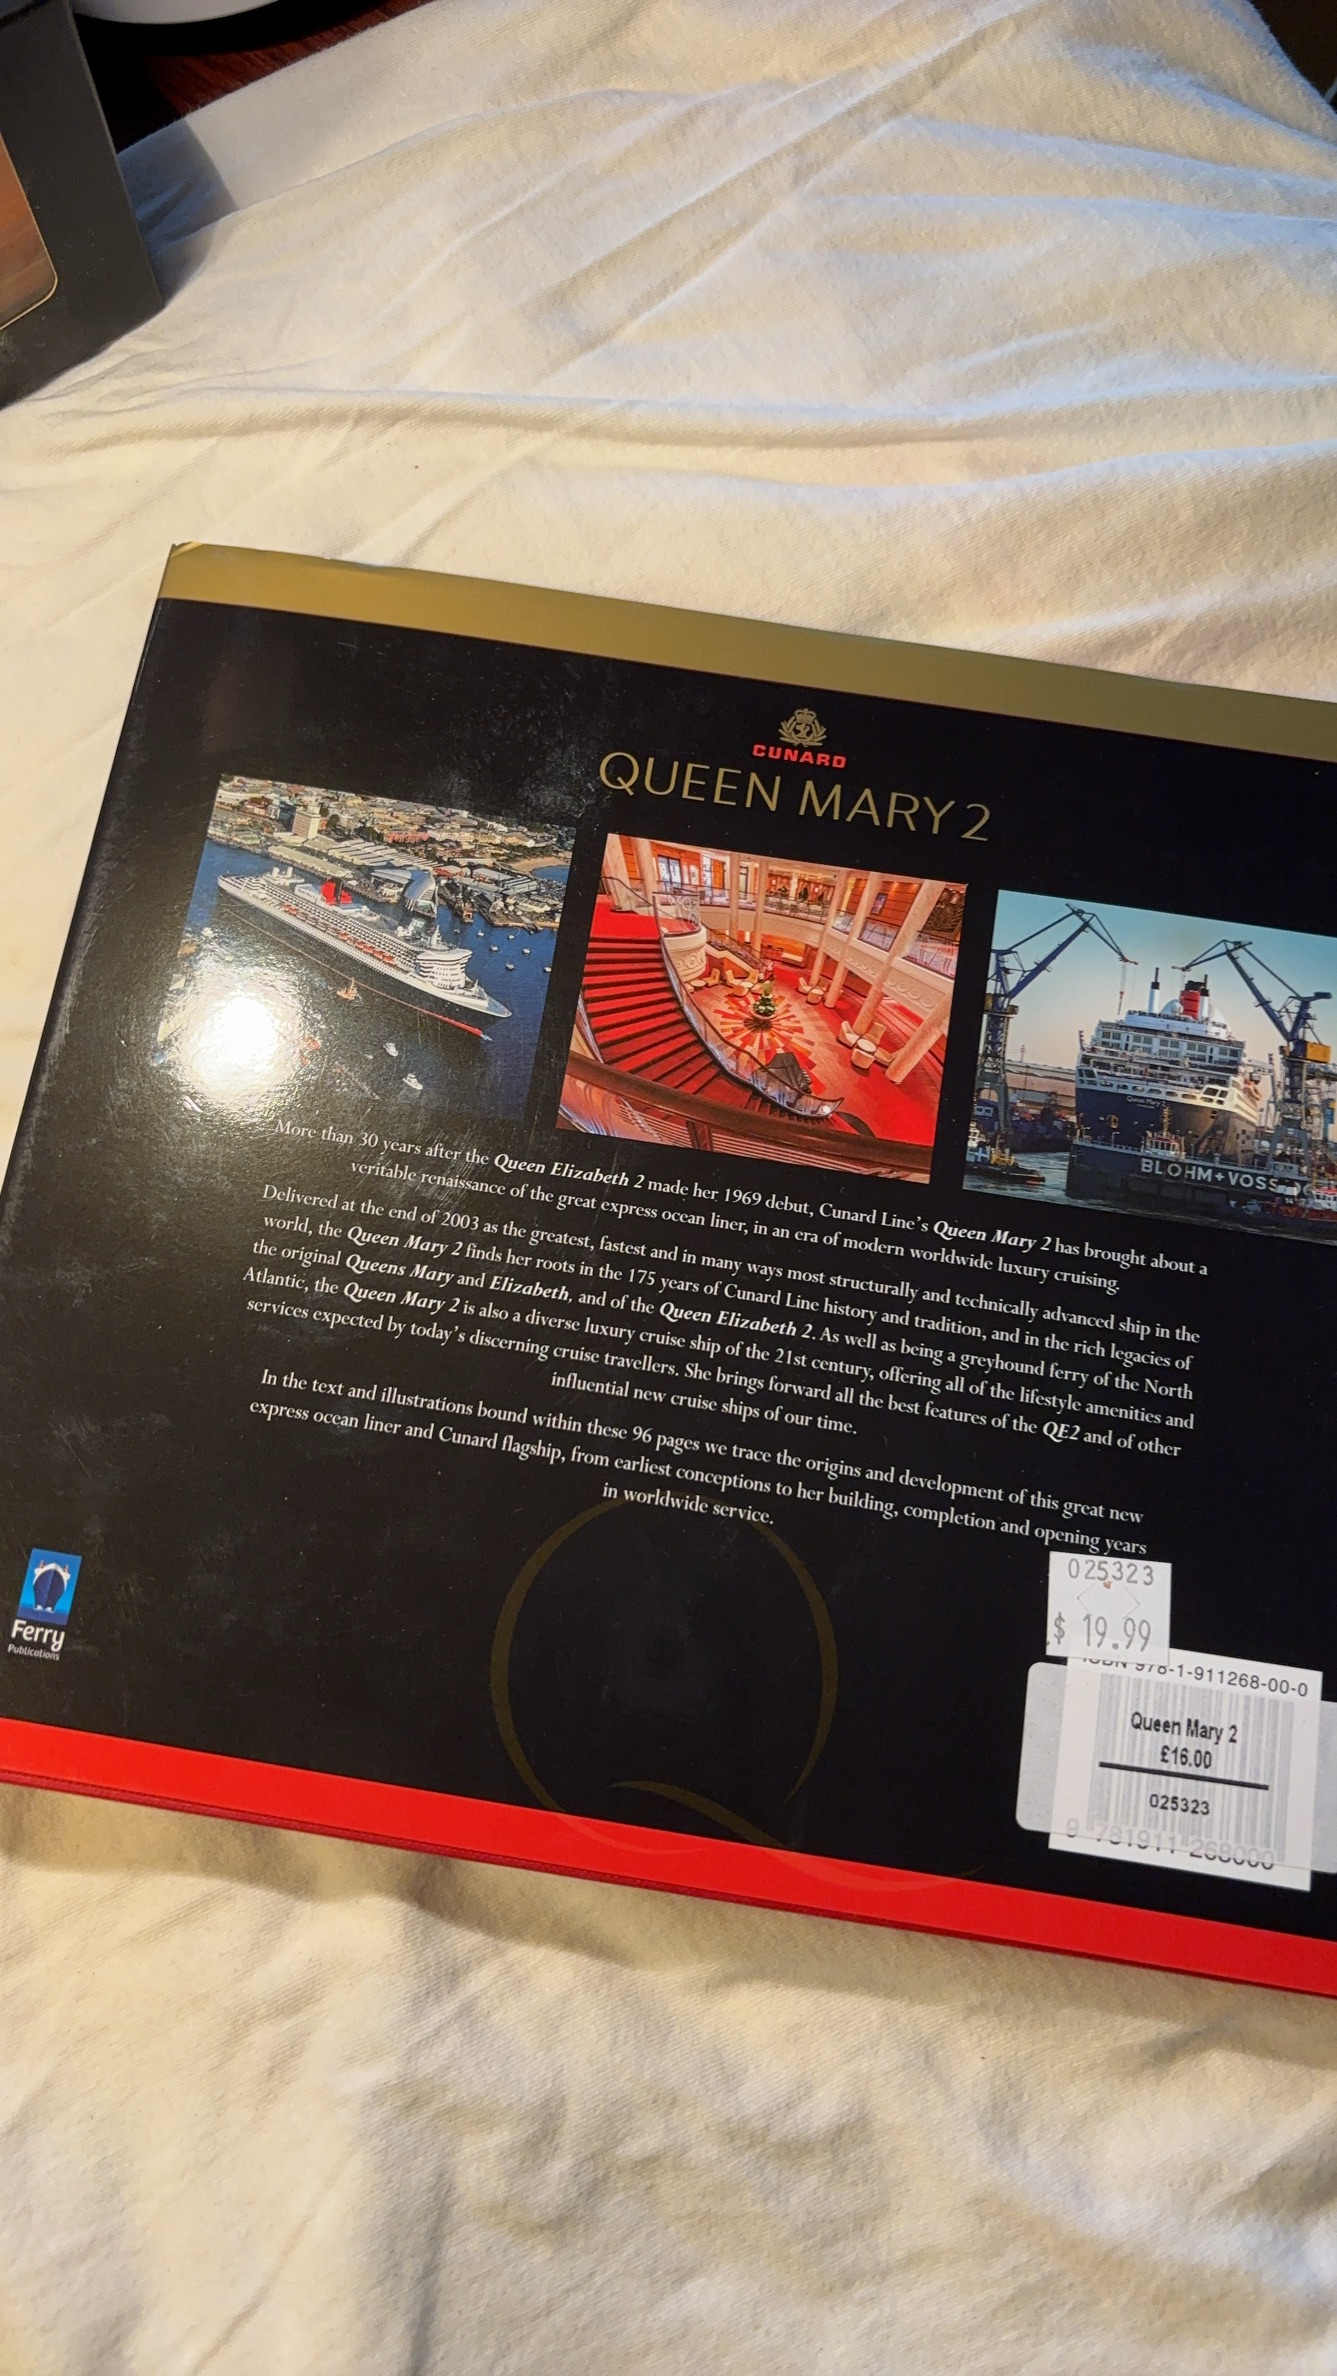 CUNARD
QUEEN MARY 2
Queen Mary 2
BLOHM+VOSS
More than 30 years after the Queen Elizabeth 2 made her 1969 debut, Cunard Line's Queen Mary 2 has brought about a
veritable renaissance of the great express ocean liner, in an era of modern worldwide luxury cruising.
Delivered at the end of 2003 as the greatest, fastest and in many ways most structurally and technically advanced ship in the
world, the Queen Mary 2 finds her roots in the 175 years of Cunard Line history and tradition, and in the rich legacies of
the original Queens Mary and Elizabeth, and of the Queen Elizabeth 2. As well as being a greyhound ferry of the North
Atlantic, the Queen Mary 2 is also a diverse luxury cruise ship of the 21st century, offering all of the lifestyle amenities and
services expected by today's discerning cruise travellers. She brings forward all the best features of the QE2 and of other
influential new cruise ships of our time.
In the text and illustrations bound within these 96 pages we trace the origins and development of this great new
express ocean liner and Cunard flagship, from earliest conceptions to her building, completion and opening years
in worldwide service.
Ferry
Publications
025323
$ 19.99
ISBN 978-1-911268-00-0
Queen Mary 2
£16.00
025323
9 781911 268000